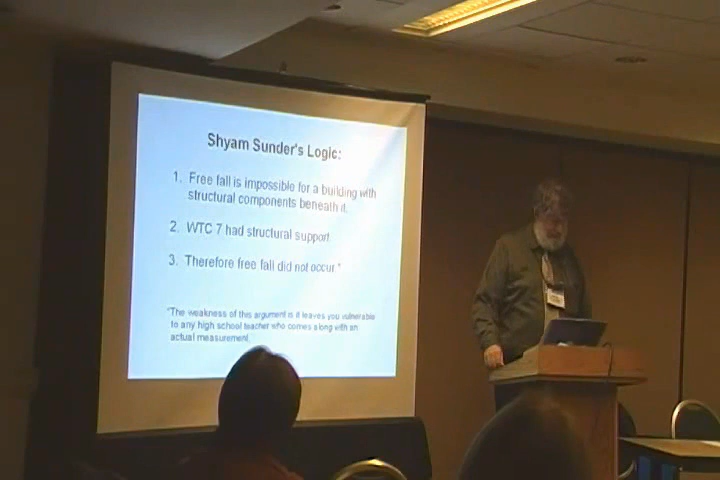 Shyam Sunder's Logic:
1. Free fall is impossible for a building with
structural components beneath it.
2. WTC 7 had structural support.
3. Therefore free fall did not occur.*
*The weakness of this argument is it leaves you vulnerable
to any high school teacher who comes along with an
actual measurement.